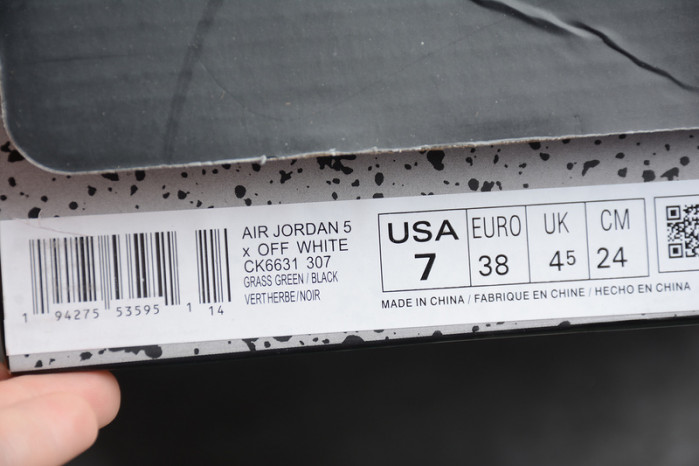 AIR JORDAN 5
x OFF WHITE
CK6631 307
GRASS GREEN / BLACK
VERTHERBE/NOIR
1 94275 53595 1 14
USA EURO UK CM
7 38 45 24
MADE IN CHINA / FABRIQUE EN CHINE / HECHO EN CHINA